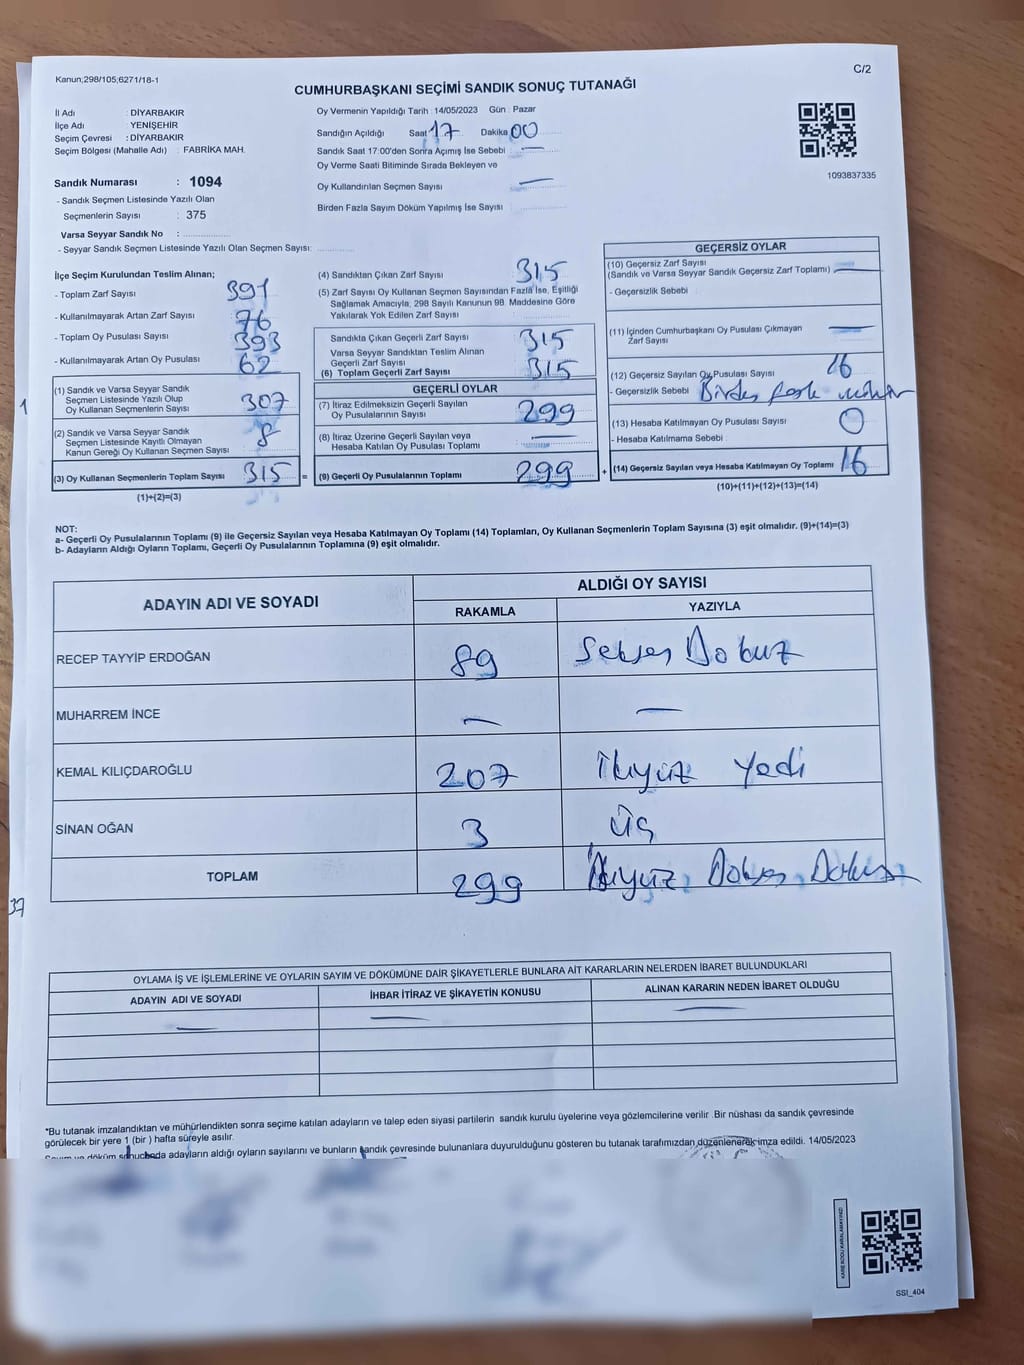 Kanun;298/105;6271/18-1
C/2
CUMHURBAŞKANI SEÇİMİ SANDIK SONUÇ TUTANAĞI
İl Adı : DİYARBAKIR
İlçe Adı : YENİŞEHİR
Seçim Çevresi : DİYARBAKIR
Seçim Bölgesi (Mahalle Adı) : FABRİKA MAH.
Sandık Numarası : 1094
- Sandık Seçmen Listesinde Yazılı Olan
Seçmenlerin Sayısı : 375
Varsa Seyyar Sandık No :
- Seyyar Sandık Seçmen Listesinde Yazılı Olan Seçmen Sayısı:
Oy Vermenin Yapıldığı Tarih : 14/05/2023 Gün : Pazar
Sandığın Açıldığı Saat 17 Dakika 00
Sandık Saat 17:00'den Sonra Açımış İse Sebebi : —
Oy Verme Saati Bitiminde Sırada Bekleyen ve
Oy Kullandırılan Seçmen Sayısı —
Birden Fazla Sayım Döküm Yapılmış İse Sayısı :
1093837335
İlçe Seçim Kurulundan Teslim Alınan;
- Toplam Zarf Sayısı 391
- Kullanılmayarak Artan Zarf Sayısı : 76
- Toplam Oy Pusulası Sayısı : 393
- Kullanılmayarak Artan Oy Pusulası 62
(1) Sandık ve Varsa Seyyar Sandık
Seçmen Listesinde Yazılı Olup
Oy Kullanan Seçmenlerin Sayısı 307
(2) Sandık ve Varsa Seyyar Sandık
Seçmen Listesinde Kayıtlı Olmayan
Kanun Gereği Oy Kullanan Seçmen Sayısı 8
(3) Oy Kullanan Seçmenlerin Toplam Sayısı 315 =
(1)+(2)=(3)
(4) Sandıktan Çıkan Zarf Sayısı 315
(5) Zarf Sayısı Oy Kullanan Seçmen Sayısından Fazla İse, Eşitliği
Sağlamak Amacıyla, 298 Sayılı Kanunun 98. Maddesine Göre
Yakılarak Yok Edilen Zarf Sayısı :
Sandıkta Çıkan Geçerli Zarf Sayısı 315
Varsa Seyyar Sandıktan Teslim Alınan
Geçerli Zarf Sayısı
(6) Toplam Geçerli Zarf Sayısı 315
GEÇERLİ OYLAR
(7) İtiraz Edilmeksizin Geçerli Sayılan
Oy Pusulalarının Sayısı 299
(8) İtiraz Üzerine Geçerli Sayılan veya
Hesaba Katılan Oy Pusulası Toplamı —
(9) Geçerli Oy Pusulalarının Toplamı 299 +
GEÇERSİZ OYLAR
(10) Geçersiz Zarf Sayısı
(Sandık ve Varsa Seyyar Sandık Geçersiz Zarf Toplamı) —
- Geçersizlik Sebebi :
(11) İçinden Cumhurbaşkanı Oy Pusulası Çıkmayan
Zarf Sayısı —
(12) Geçersiz Sayılan Oy Pusulası Sayısı 16
- Geçersizlik Sebebi Birden fazla mühür
(13) Hesaba Katılmayan Oy Pusulası Sayısı 0
- Hesaba Katılmama Sebebi :
(14) Geçersiz Sayılan veya Hesaba Katılmayan Oy Toplamı 16
(10)+(11)+(12)+(13)=(14)
1
NOT:
a- Geçerli Oy Pusulalarının Toplamı (9) ile Geçersiz Sayılan veya Hesaba Katılmayan Oy Toplamı (14) Toplamları, Oy Kullanan Seçmenlerin Toplam Sayısına (3) eşit olmalıdır. (9)+(14)=(3)
b- Adayların Aldığı Oyların Toplamı, Geçerli Oy Pusulalarının Toplamına (9) eşit olmalıdır.
ADAYIN ADI VE SOYADI
ALDIĞI OY SAYISI
RAKAMLA YAZIYLA
RECEP TAYYİP ERDOĞAN 89 Seksen Dokuz
MUHARREM İNCE — —
KEMAL KILIÇDAROĞLU 207 İkiyüz Yedi
SİNAN OĞAN 3 üç
TOPLAM 299 İkiyüz Doksan Dokuz
37
OYLAMA İŞ VE İŞLEMLERİNE VE OYLARIN SAYIM VE DÖKÜMÜNE DAİR ŞİKAYETLERLE BUNLARA AİT KARARLARIN NELERDEN İBARET BULUNDUKLARI
ADAYIN ADI VE SOYADI İHBAR İTİRAZ VE ŞİKAYETİN KONUSU ALINAN KARARIN NEDEN İBARET OLDUĞU
— — —
*Bu tutanak imzalandıktan ve mühürlendikten sonra seçime katılan adayların ve talep eden siyasi partilerin sandık kurulu üyelerine veya gözlemcilerine verilir .Bir nüshası da sandık çevresinde
görülecek bir yere 1 (bir ) hafta süreyle asılır.
Sayım ve döküm sonucunda adayların aldığı oyların sayılarını ve bunların sandık çevresinde bulunanlara duyurulduğunu gösteren bu tutanak tarafımızdan düzenlenerek imza edildi. 14/05/2023
KARE KODU KARALAMAYINIZ!
SSI_404